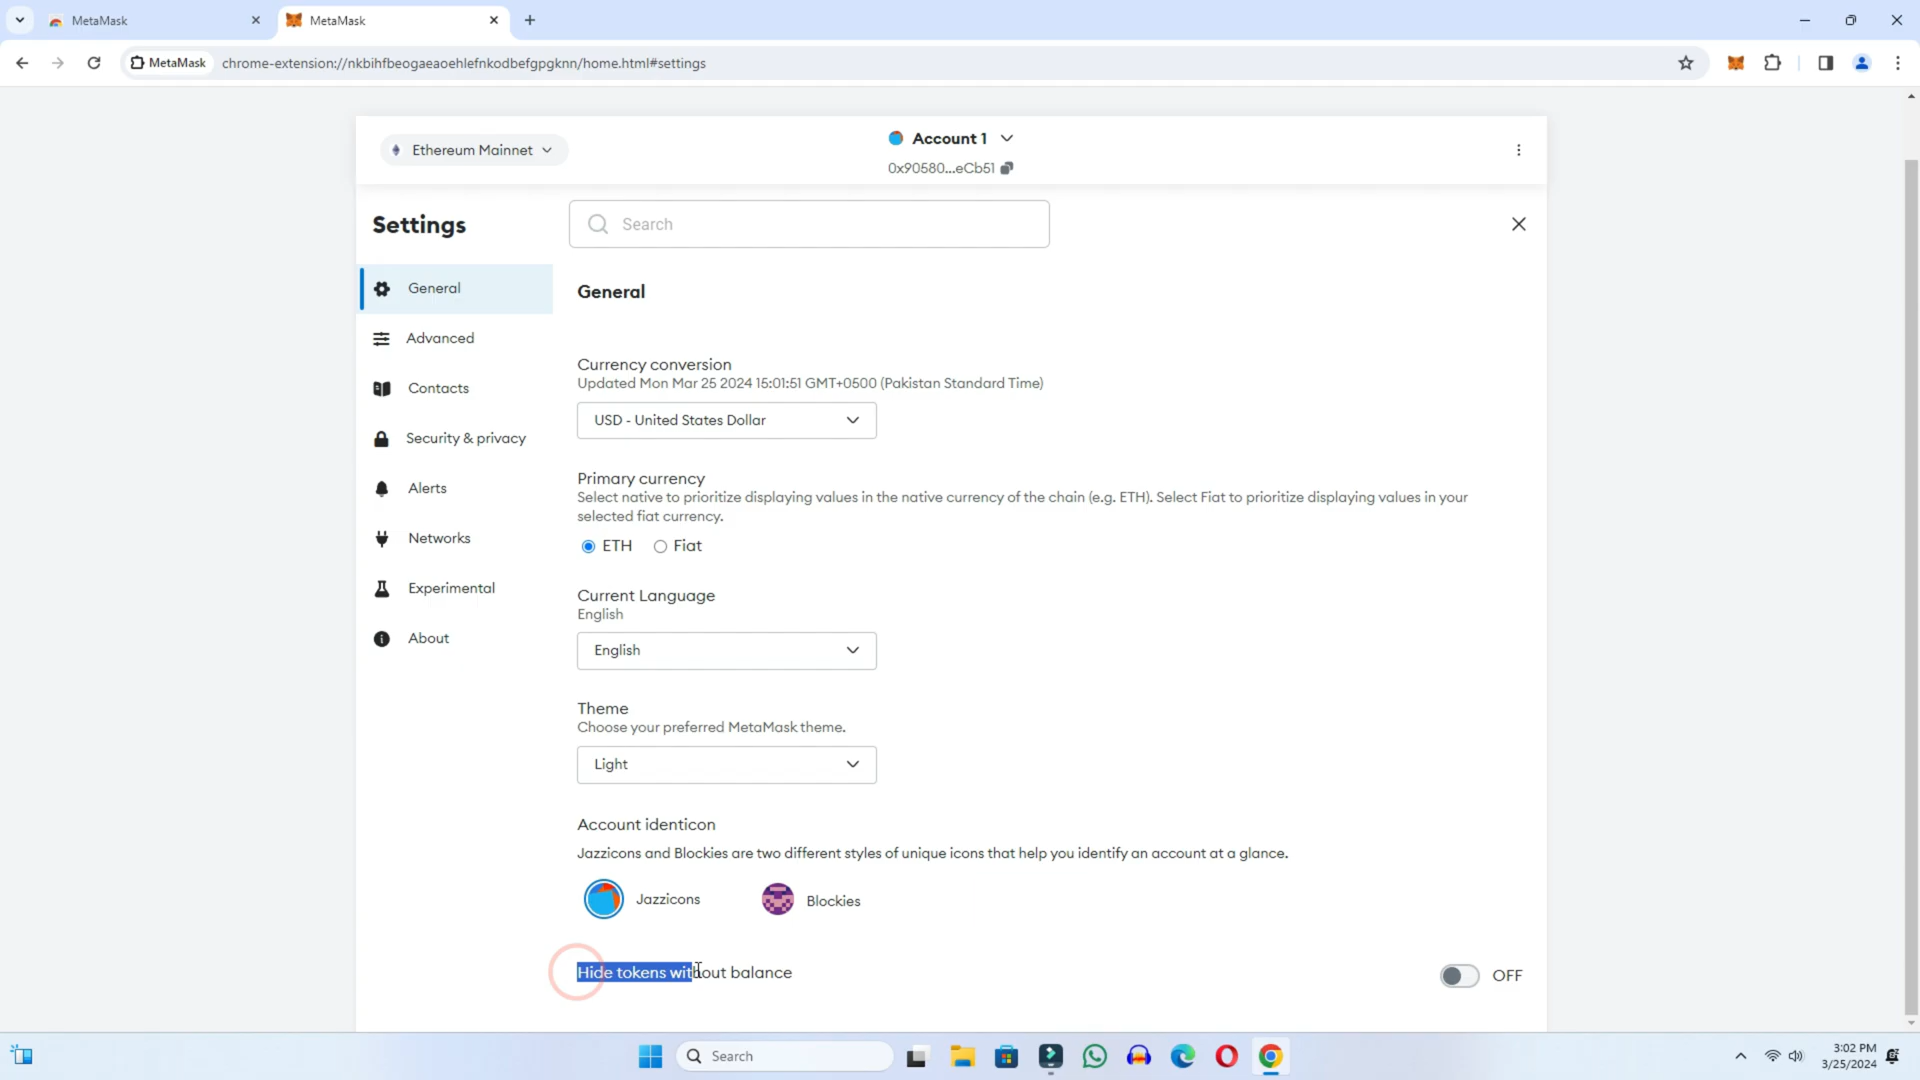 MetaMask
MetaMask
MetaMask
chrome-extension://nkbihfbeogaeaoehlefnkodbefgpgknn/home.html#settings
Ethereum Mainnet
Account 1
0x90580...eCb51
Settings
Search
General
Advanced
Contacts
Security & privacy
Alerts
Networks
Experimental
About
General
Currency conversion
Updated Mon Mar 25 2024 15:01:51 GMT+0500 (Pakistan Standard Time)
USD - United States Dollar
Primary currency
Select native to prioritize displaying values in the native currency of the chain (e.g. ETH). Select Fiat to prioritize displaying values in your
selected fiat currency.
ETH Fiat
Current Language
English
English
Theme
Choose your preferred MetaMask theme.
Light
Account identicon
Jazzicons and Blockies are two different styles of unique icons that help you identify an account at a glance.
Jazzicons Blockies
Hide tokens without balance OFF
Search
3:02 PM
3/25/2024